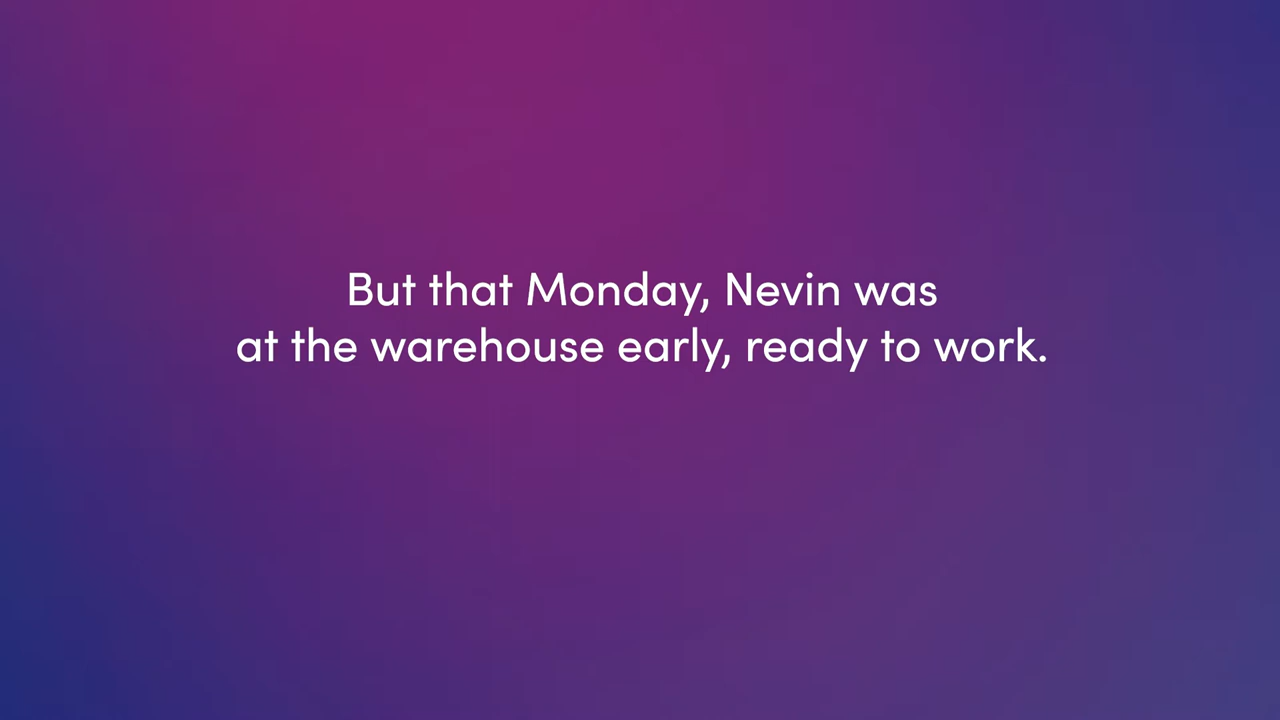 But that Monday, Nevin was
at the warehouse early, ready to work.